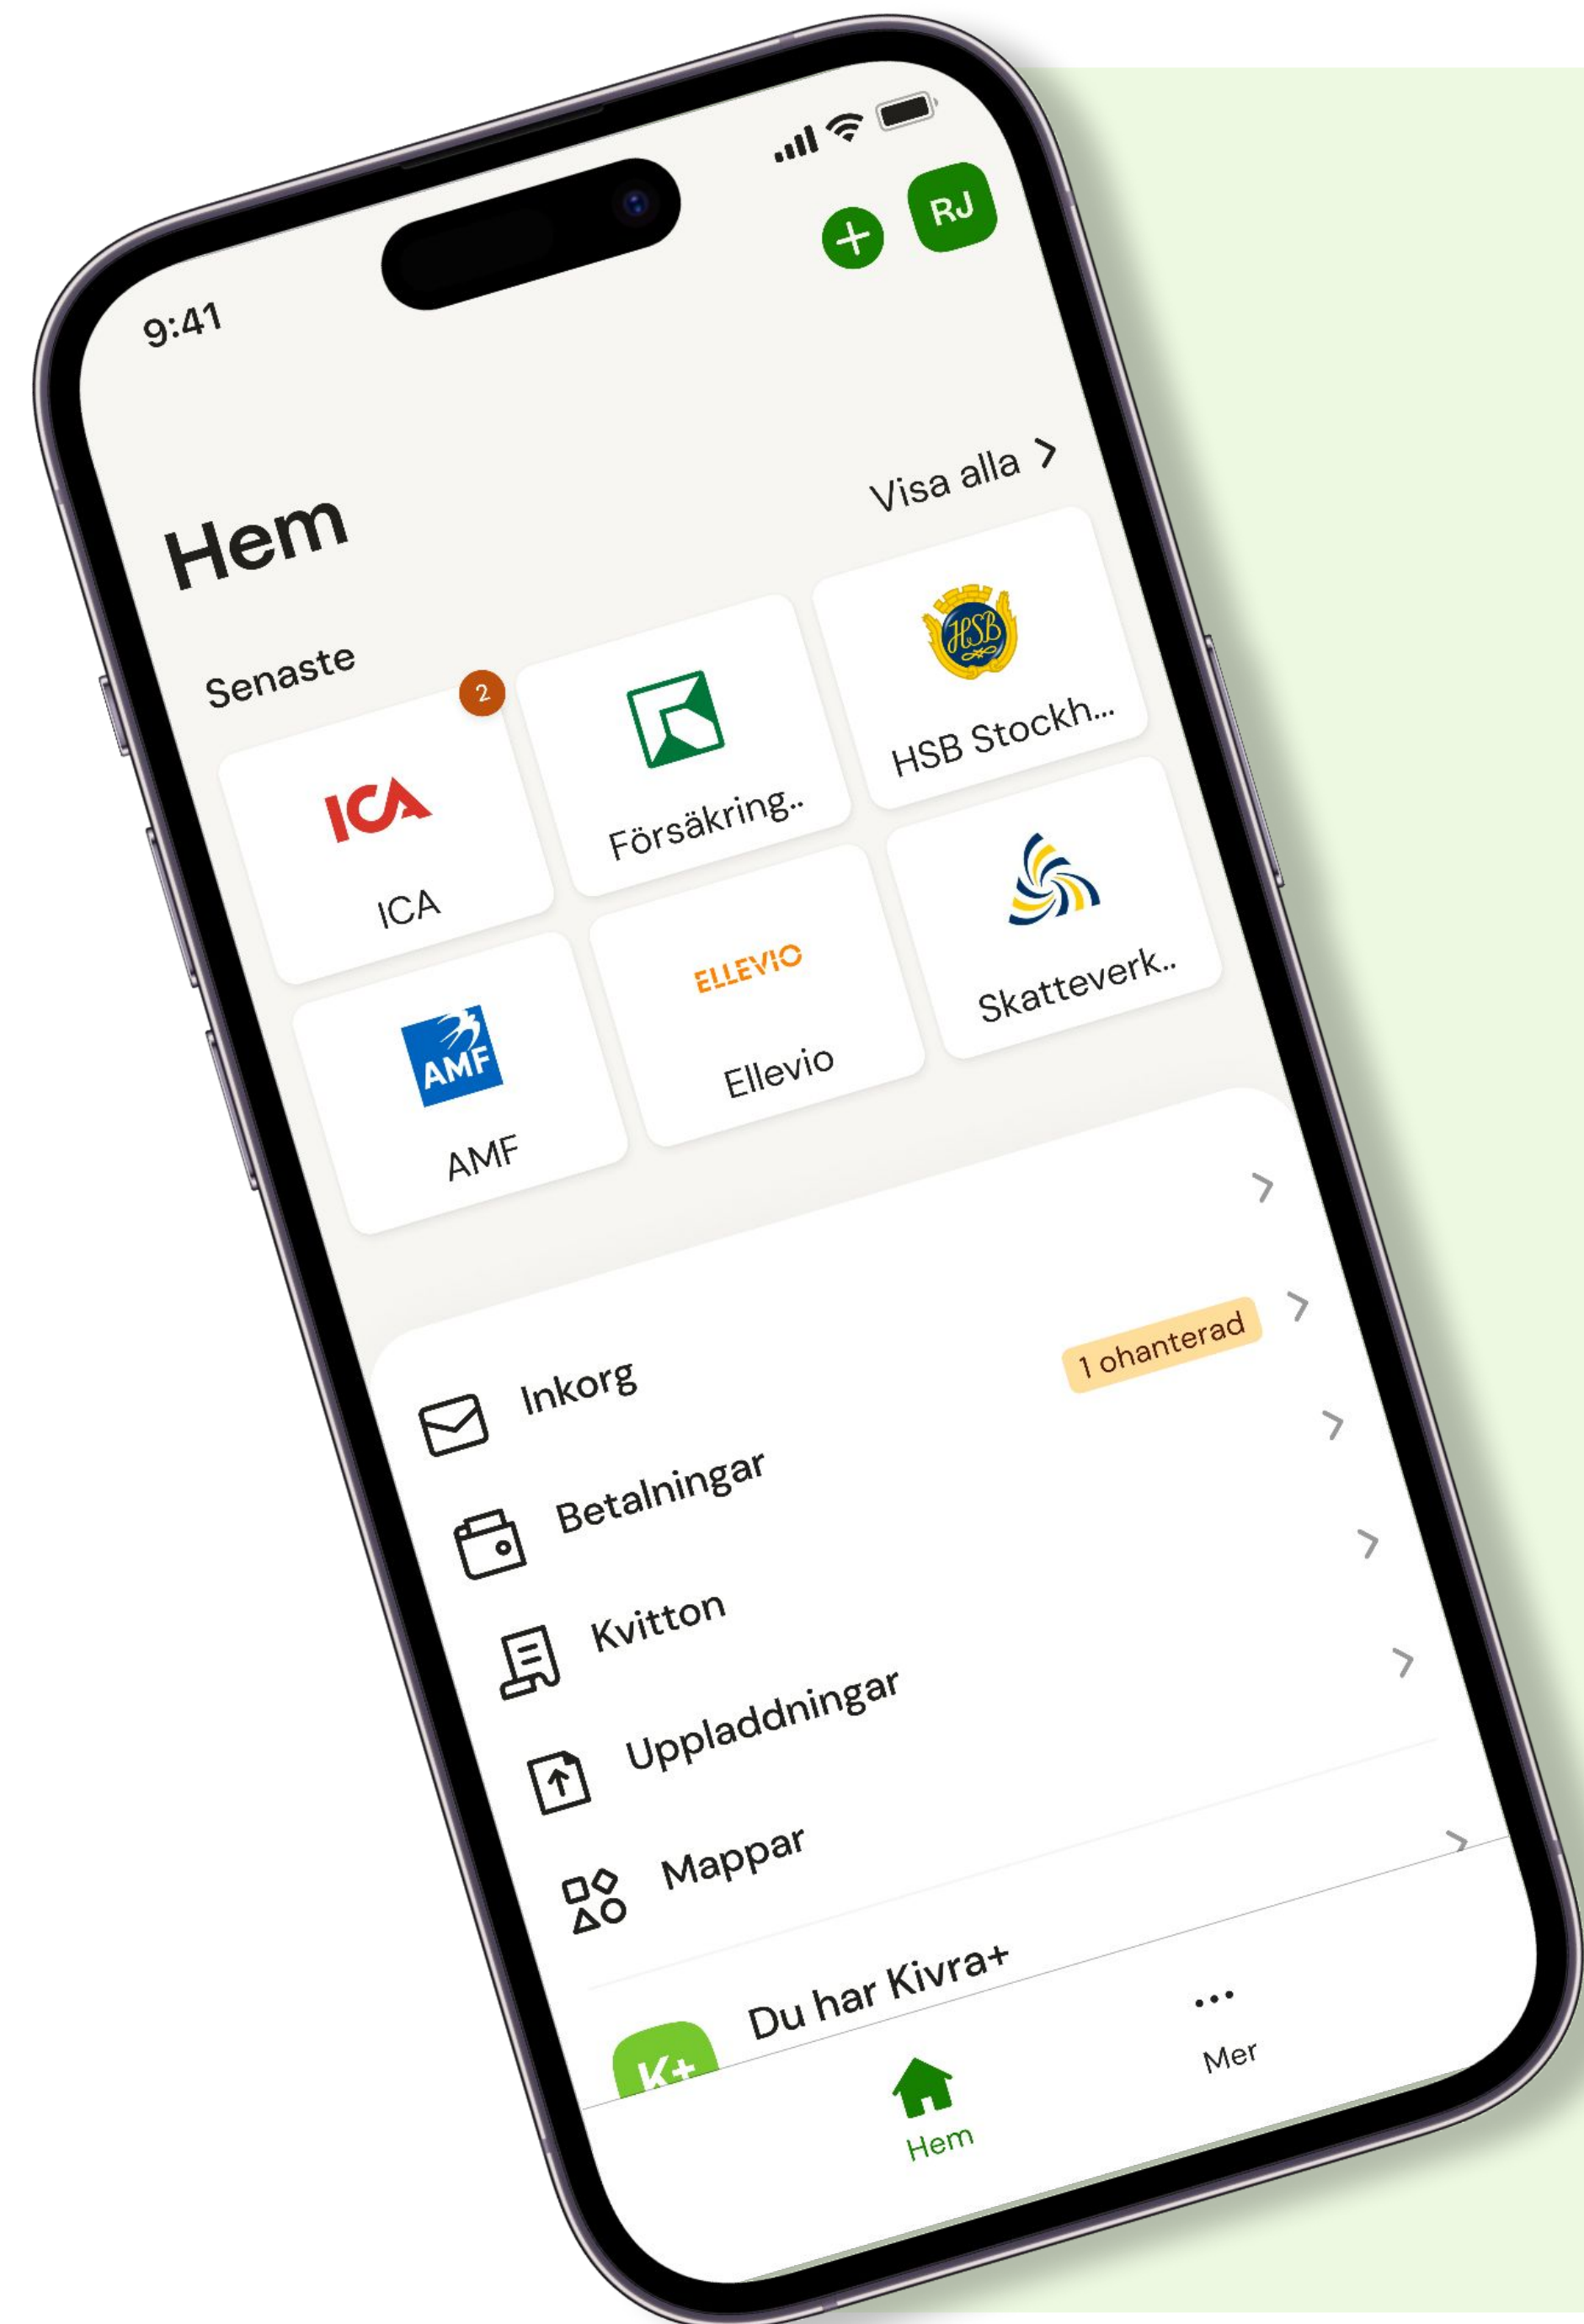 9:41
RJ
Hem
Visa alla
Senaste
2
ICA
ICA
Försäkring..
HSB
HSB Stockh...
AMF
AMF
ELLEVIO
Ellevio
Skatteverk..
Inkorg
Betalningar
1 ohanterad
Kvitton
Uppladdningar
Mappar
K+
Du har Kivra+
Hem
Mer